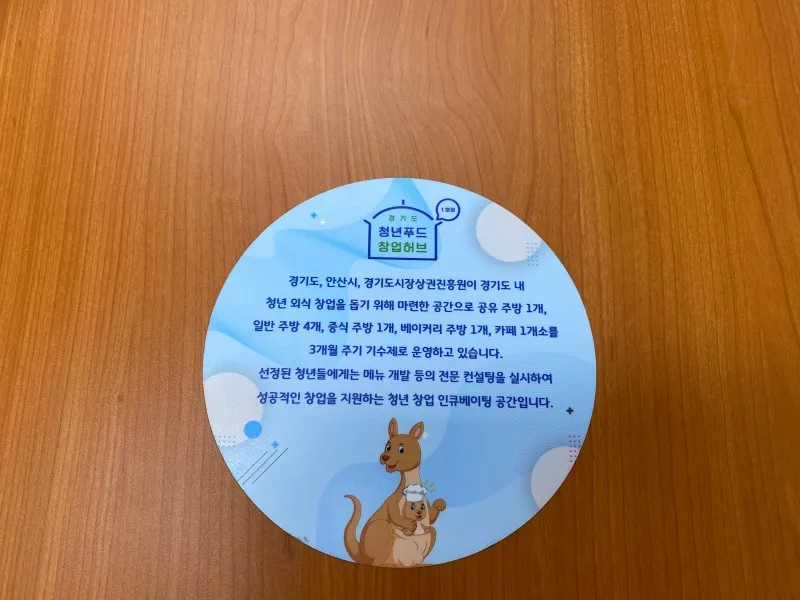 경기도
1호점
청년푸드
창업허브
경기도, 안산시, 경기도시장상권진흥원이 경기도 내
청년 외식 창업을 돕기 위해 마련한 공간으로 공유 주방 1개,
일반 주방 4개, 중식 주방 1개, 베이커리 주방 1개, 카페 1개소를
3개월 주기 기수제로 운영하고 있습니다.
선정된 청년들에게는 메뉴 개발 등의 전문 컨설팅을 실시하여
성공적인 창업을 지원하는 청년 창업 인큐베이팅 공간입니다.